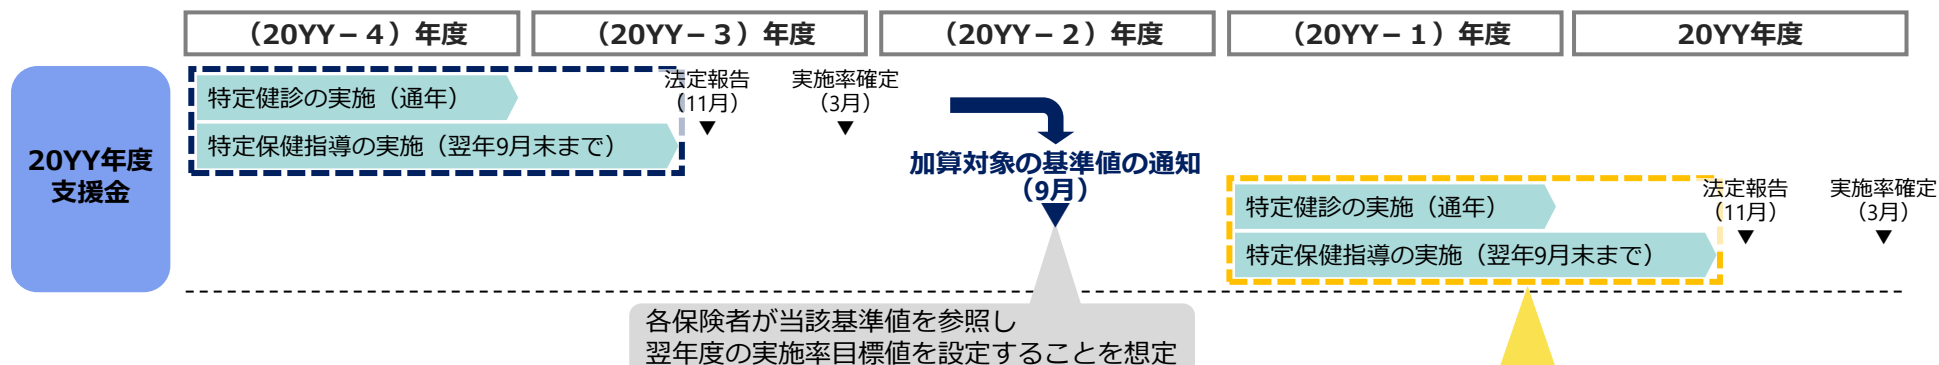 (20YY－4)年度
(20YY－3)年度
(20YY－2)年度
(20YY－1)年度
20YY年度
20YY年度
支援金
特定健診の実施（通年）
特定保健指導の実施（翌年9月末まで）
法定報告
（11月）
▼
実施率確定
（3月）
▼
加算対象の基準値の通知
（9月）
特定健診の実施（通年）
特定保健指導の実施（翌年9月末まで）
法定報告
（11月）
▼
実施率確定
（3月）
▼
各保険者が当該基準値を参照し
翌年度の実施率目標値を設定することを想定